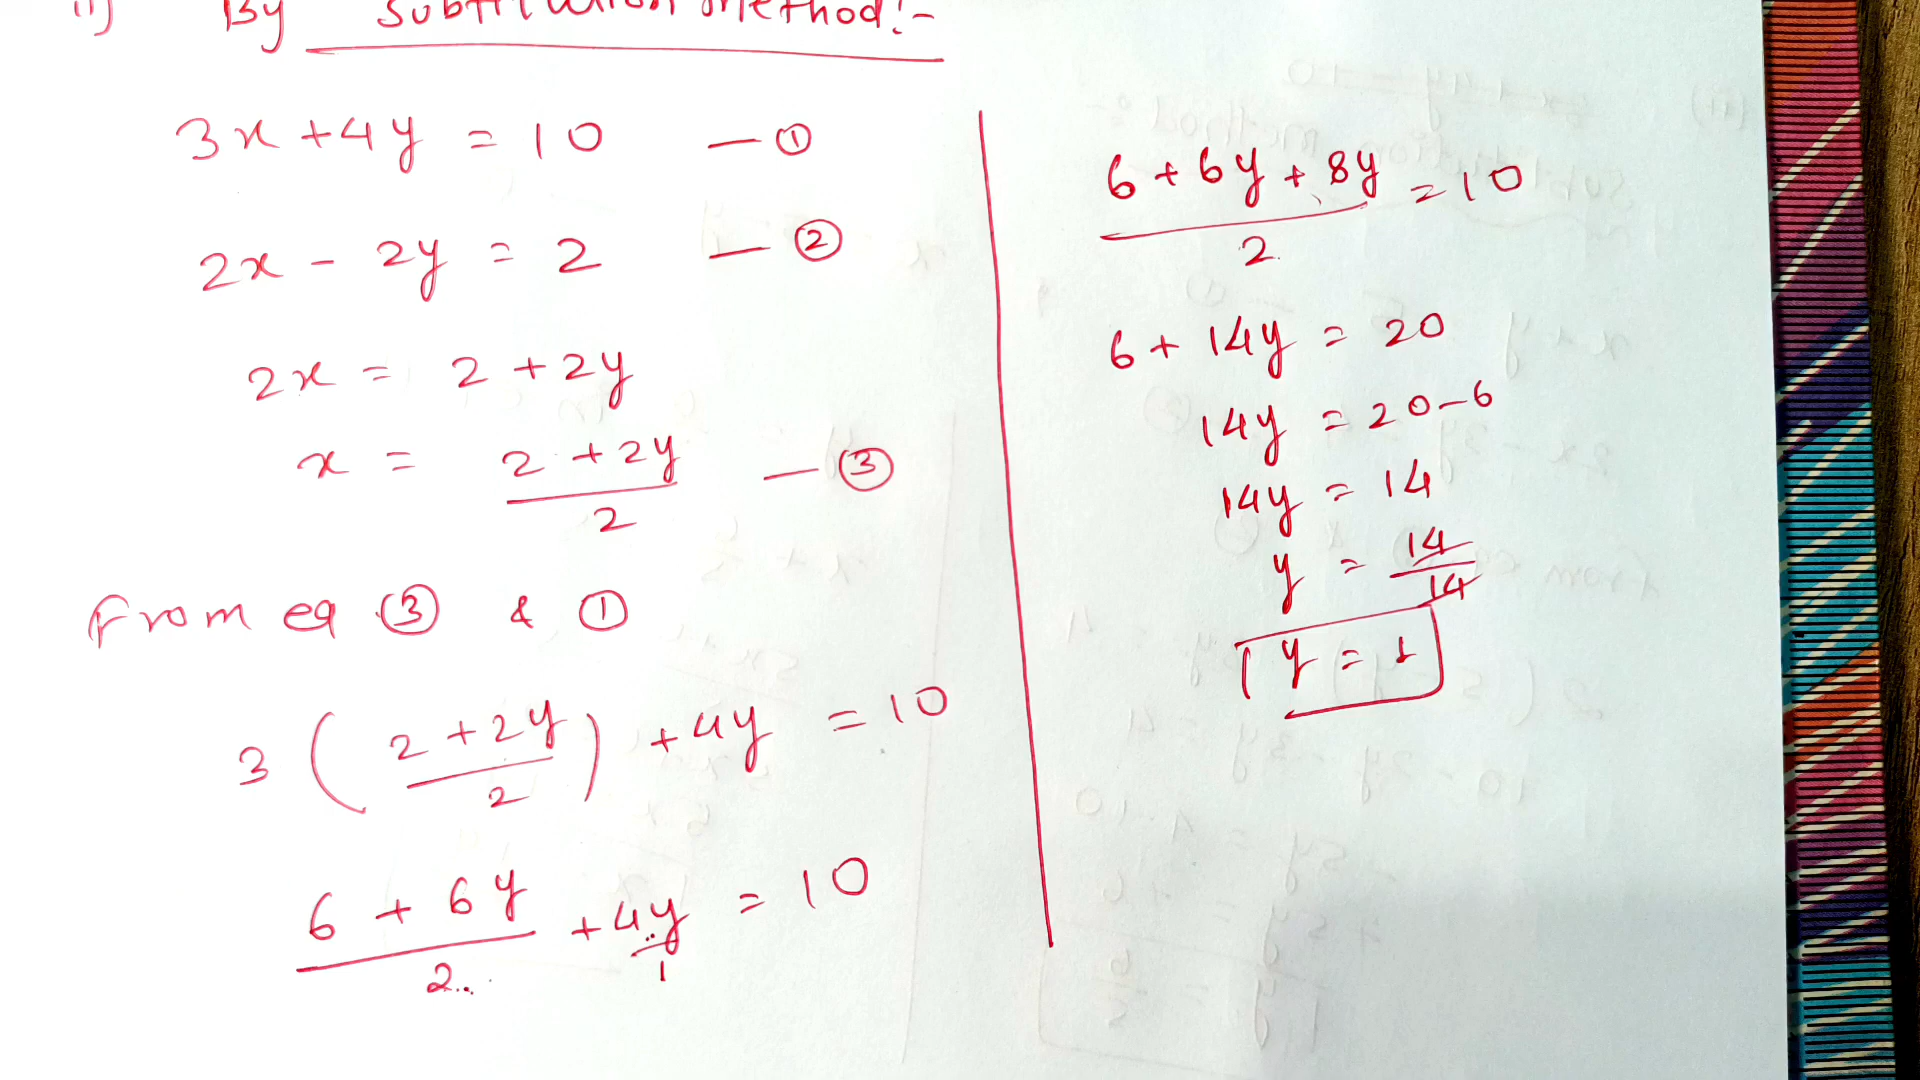 ii) By Substitution Method:-
3x + 4y = 10 — ①
2x - 2y = 2 — ②
2x = 2 + 2y
x = 2 + 2y / 2 — ③
From eq ③ & ①
3 ( 2 + 2y / 2 ) + 4y = 10
6 + 6y / 2 + 4y / 1 = 10
6 + 6y + 8y / 2 = 10
6 + 14y = 20
14y = 20 - 6
14y = 14
y = 14 / 14
y = 1